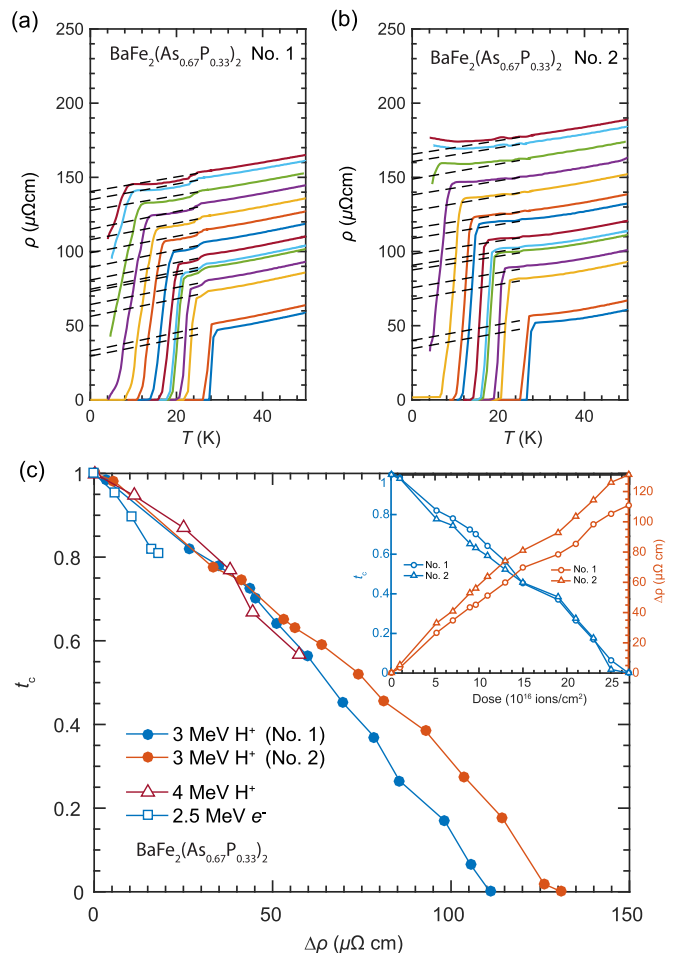 (a)
BaFe2(As0.67P0.33)2 No. 1
250
200
150
100
50
0
ρ (μΩcm)
0 20 40
T (K)
(b)
BaFe2(As0.67P0.33)2 No. 2
250
200
150
100
50
0
ρ (μΩcm)
0 20 40
T (K)
(c)
1
0.8
0.6
0.4
0.2
0
tc
3 MeV H+ (No. 1)
3 MeV H+ (No. 2)
4 MeV H+
2.5 MeV e-
BaFe2(As0.67P0.33)2
0 50 100 150
Δρ (μΩ cm)
1
0.8
0.6
0.4
0.2
0
tc
No. 1
No. 2
No. 1
No. 2
120
100
80
60
40
20
0
Δρ (μΩ cm)
0 5 10 15 20 25
Dose (10^16 ions/cm2)